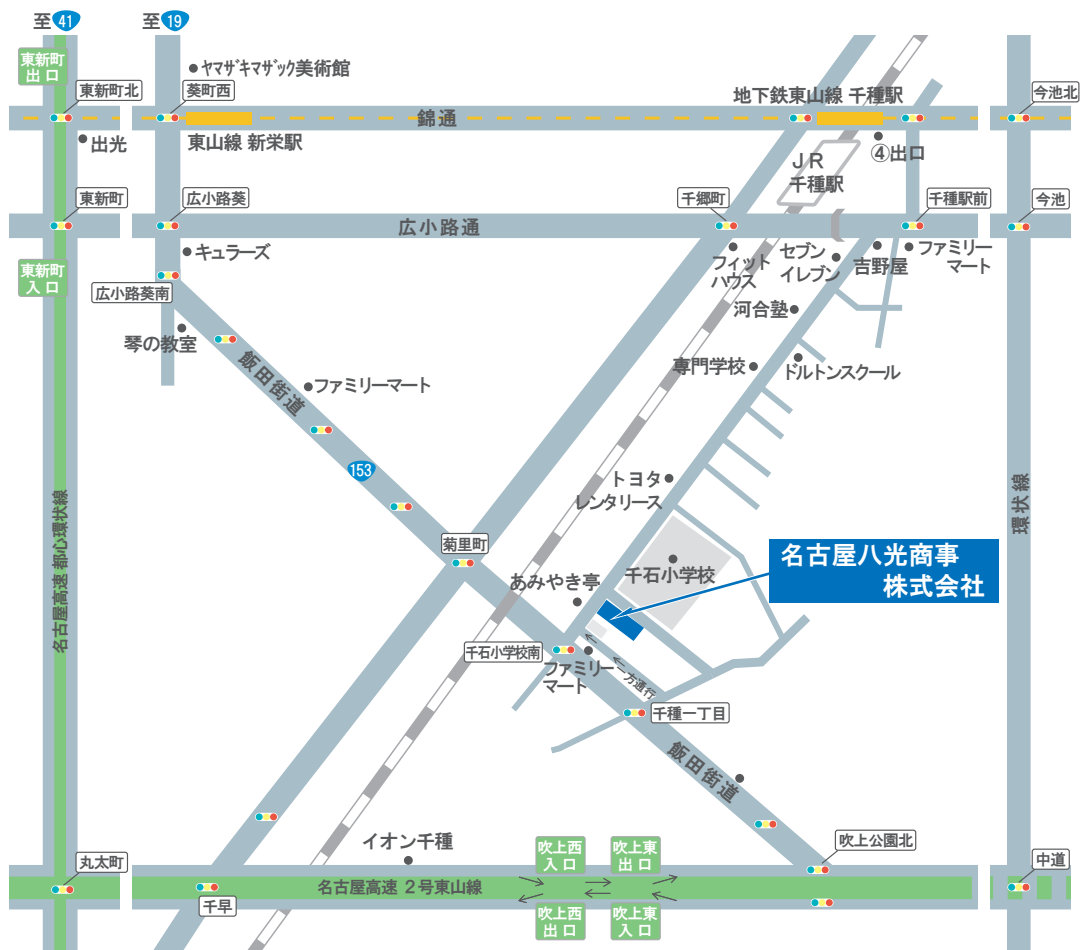 至 41
至 19
東新町
出口
ヤマザキマザック美術館
東新町北
葵町西
地下鉄東山線 千種駅
今池北
錦通
出光
東山線 新栄駅
④出口
JR
千種駅
東新町
広小路葵
千郷町
千種駅前
今池
広小路通
キュラーズ
フィット
ハウス
セブン
イレブン
吉野屋
ファミリー
マート
東新町
入口
広小路葵南
河合塾
琴の教室
専門学校
ドルトンスクール
飯田街道
ファミリーマート
153
トヨタ
レンタリース
名古屋高速都心環状線
環状線
菊里町
名古屋八光商事
株式会社
千石小学校
あみやき亭
千石小学校南
ファミリー
マート
一方通行
千種一丁目
飯田街道
イオン千種
吹上西
入口
吹上東
出口
吹上公園北
丸太町
中道
名古屋高速 2号東山線
千早
吹上西
出口
吹上東
入口